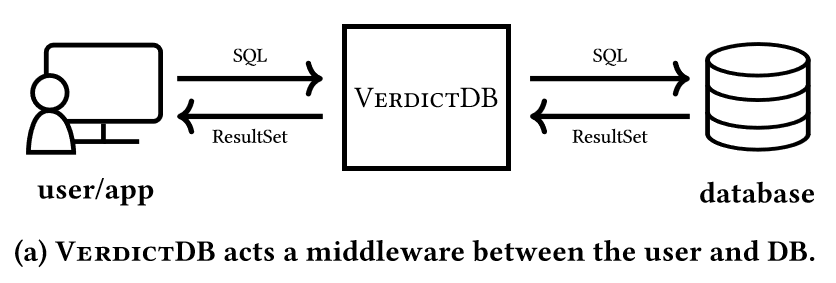 SQL
SQL
VERDICTDB
ResultSet
ResultSet
user/app
database
(a) VERDICTDB acts a middleware between the user and DB.